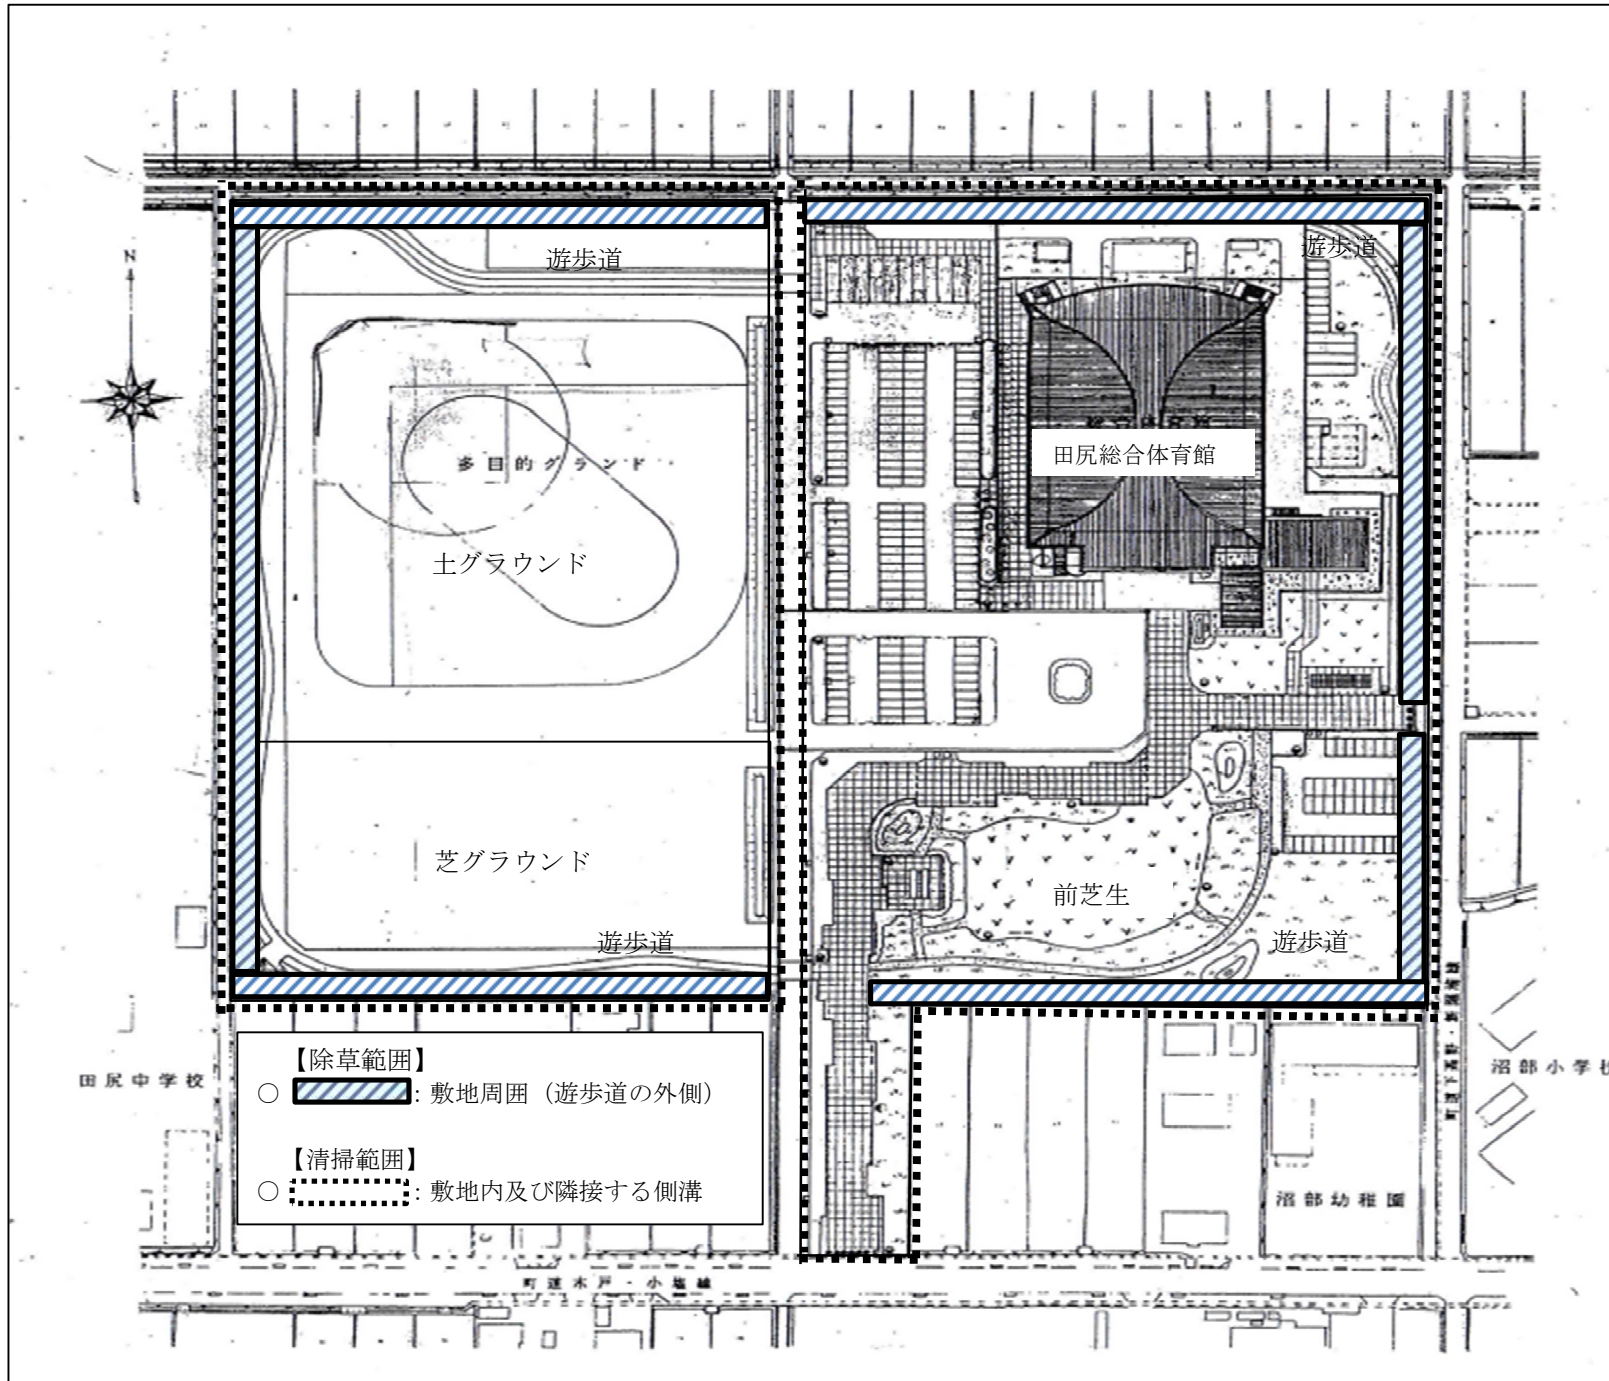 N
遊歩道
遊歩道
多目的グランド
田尻総合体育館
土グラウンド
芝グラウンド
前芝生
遊歩道
遊歩道
【除草範囲】
○ : 敷地周囲（遊歩道の外側）
【清掃範囲】
○ : 敷地内及び隣接する側溝
田尻中学校
沼部小学校
沼部幼稚園
町道木戸・小塩線